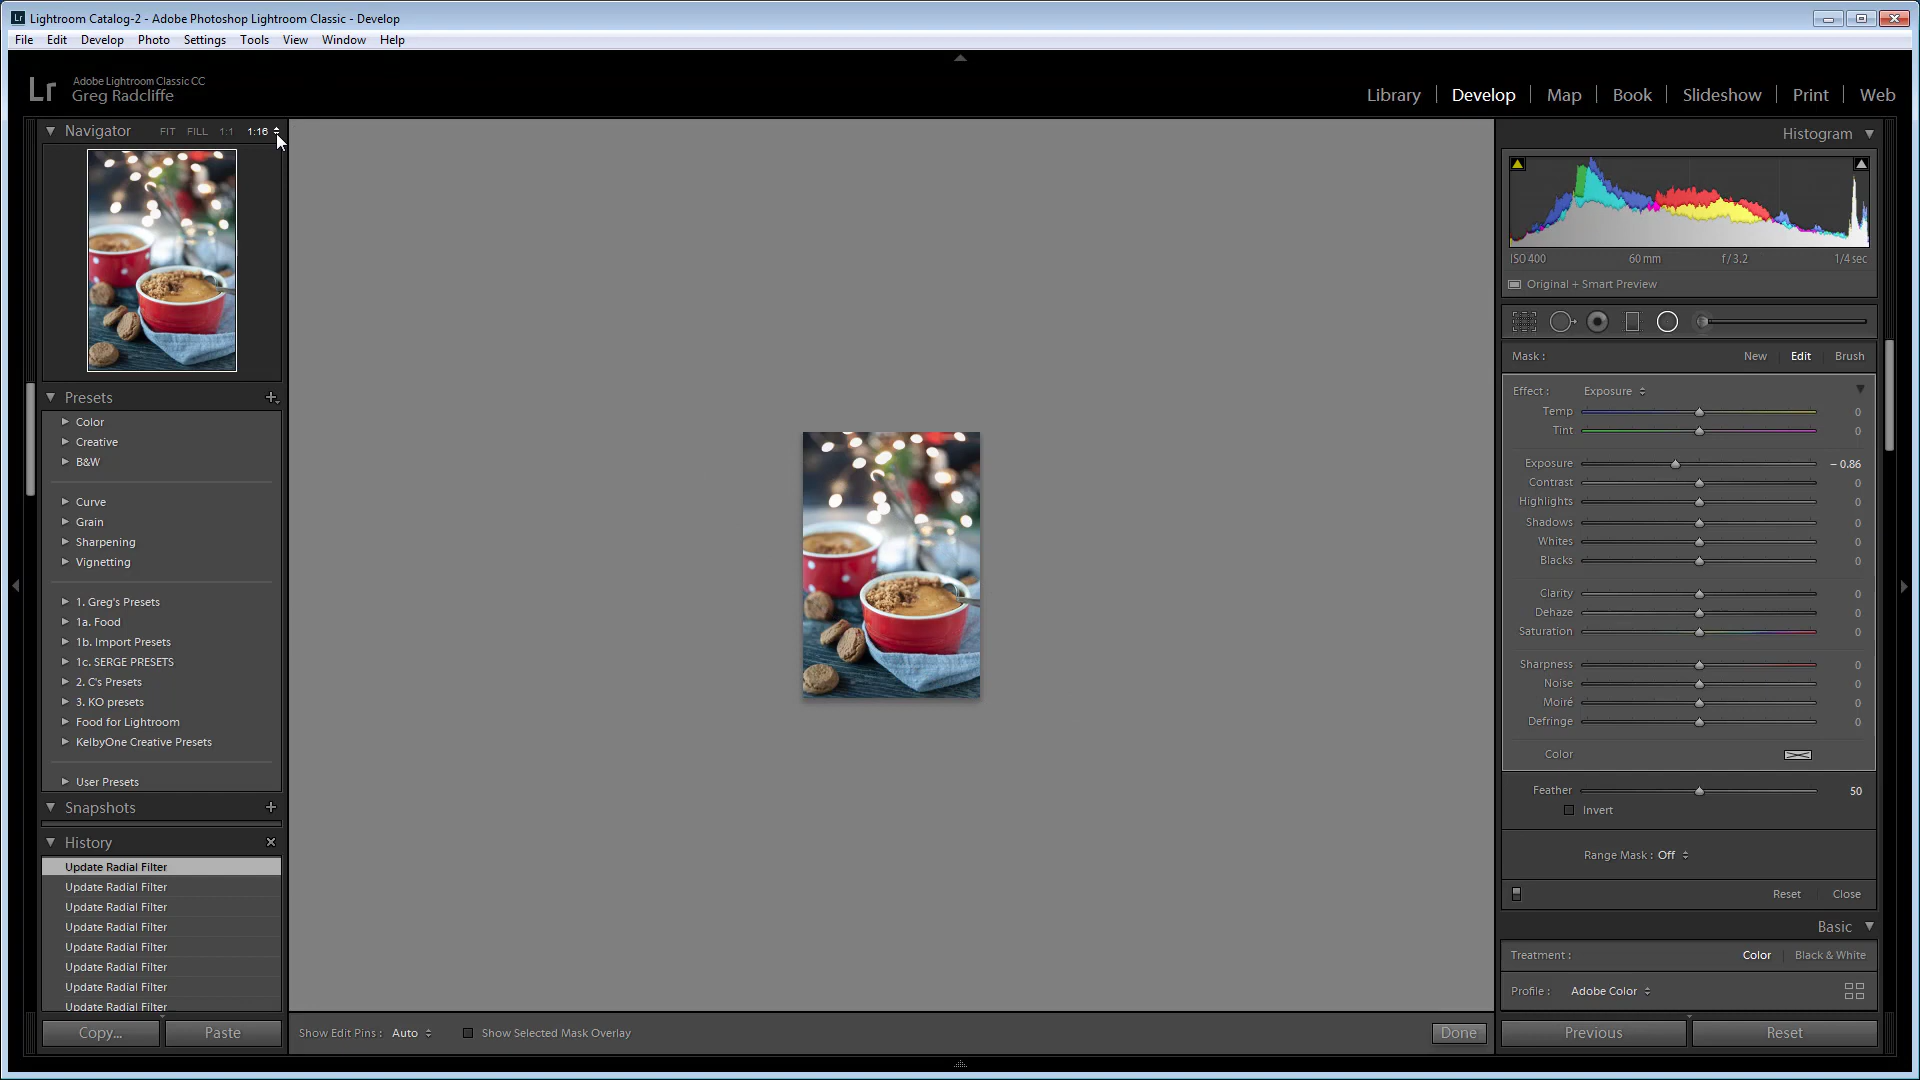 Lr Lightroom Catalog-2 - Adobe Photoshop Lightroom Classic - Develop
File Edit Develop Photo Settings Tools View Window Help
Lr Adobe Lightroom Classic CC
Greg Radcliffe
Library Develop Map Book Slideshow Print Web
Navigator FIT FILL 1:1 1:16
Presets
Color
Creative
B&W
Curve
Grain
Sharpening
Vignetting
1. Greg's Presets
1a. Food
1b. Import Presets
1c. SERGE PRESETS
2. C's Presets
3. KO presets
Food for Lightroom
KelbyOne Creative Presets
User Presets
Snapshots
History
Update Radial Filter
Update Radial Filter
Update Radial Filter
Update Radial Filter
Update Radial Filter
Update Radial Filter
Update Radial Filter
Update Radial Filter
Copy... Paste
Show Edit Pins : Auto Show Selected Mask Overlay Done
Histogram
ISO 400 60 mm f / 3.2 1/4 sec
Original + Smart Preview
Mask : New Edit Brush
Effect : Exposure
Temp 0
Tint 0
Exposure – 0.86
Contrast 0
Highlights 0
Shadows 0
Whites 0
Blacks 0
Clarity 0
Dehaze 0
Saturation 0
Sharpness 0
Noise 0
Moiré 0
Defringe 0
Color
Feather 50
Invert
Range Mask : Off
Reset Close
Basic
Treatment : Color Black & White
Profile : Adobe Color
Previous Reset